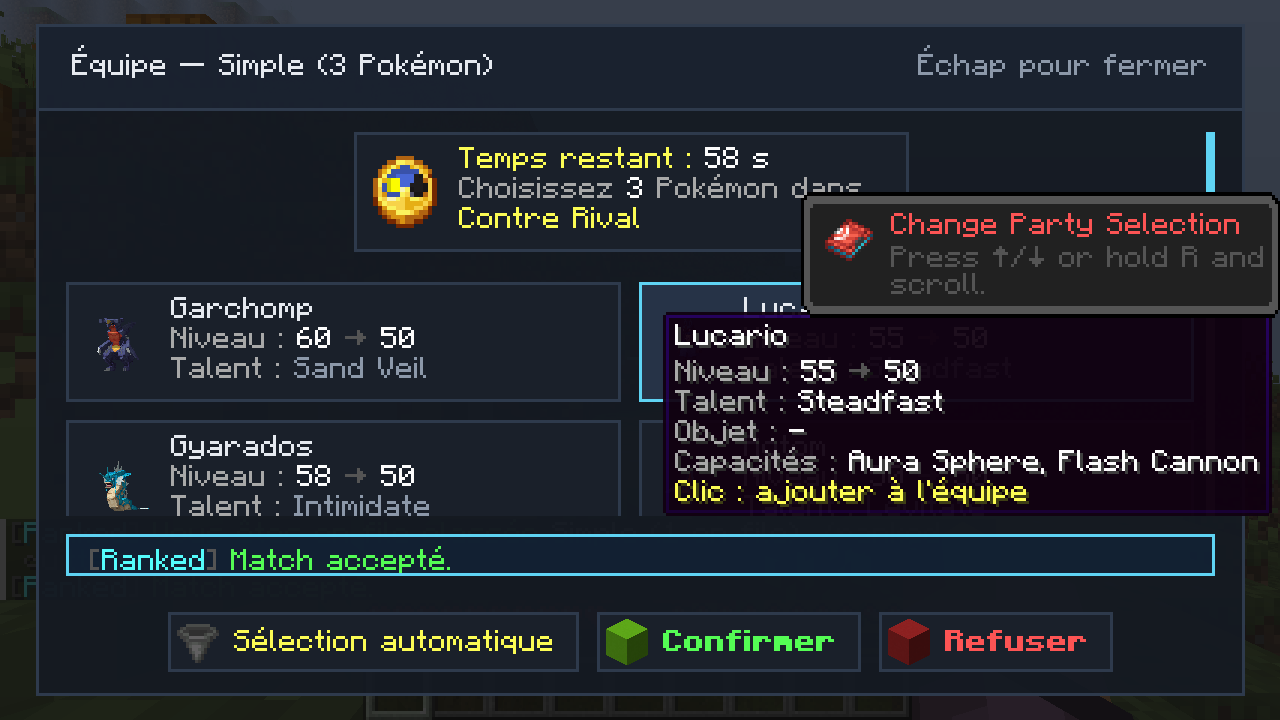 Équipe — Simple (3 Pokémon)
Échap pour fermer
Temps restant : 58 s
Choisissez 3 Pokémon dans
Contre Rival
Change Party Selection
Press ↑/↓ or hold R and
scroll.
Garchomp
Niveau : 60 → 50
Talent : Sand Veil
Lucario
Niveau : 55 → 50
Talent : Steadfast
Objet : —
Capacités : Aura Sphere, Flash Cannon
Clic : ajouter à l'équipe
Gyarados
Niveau : 58 → 50
Talent : Intimidate
[Ranked] Match accepté.
Sélection automatique
Confirmer
Refuser